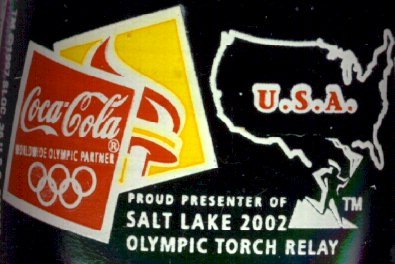 Coca-Cola®
WORLDWIDE OLYMPIC PARTNER
U.S.A.
PROUD PRESENTER OF
SALT LAKE 2002 TM
OLYMPIC TORCH RELAY